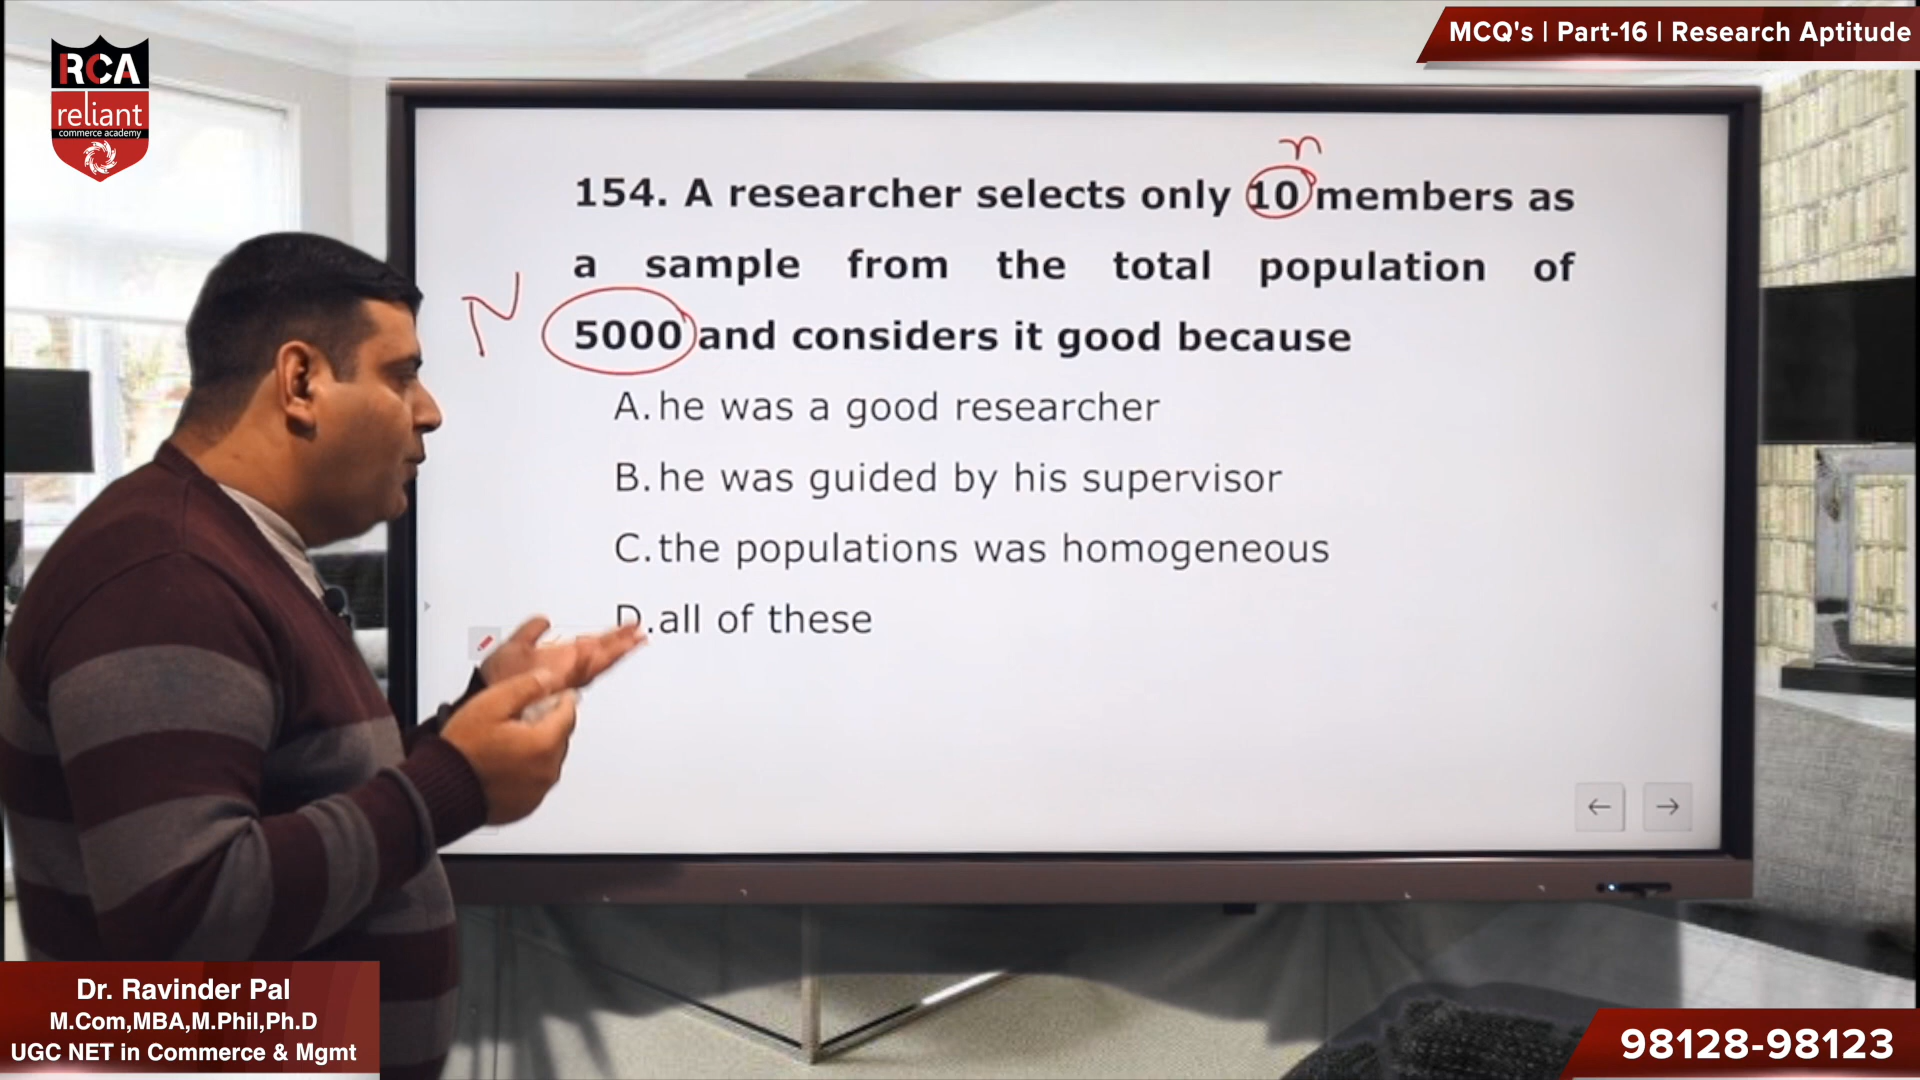 MCQ's | Part-16 | Research Aptitude
RCA
reliant
commerce academy
n
154. A researcher selects only 10 members as
a sample from the total population of
N
5000 and considers it good because
A. he was a good researcher
B. he was guided by his supervisor
C. the populations was homogeneous
D. all of these
Dr. Ravinder Pal
M.Com,MBA,M.Phil,Ph.D
UGC NET in Commerce & Mgmt
98128-98123